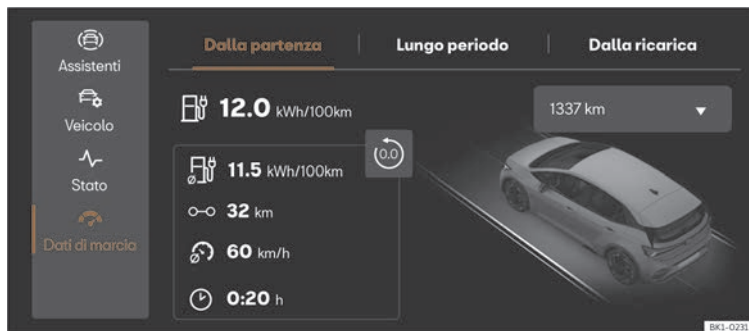 Assistenti
Veicolo
Stato
Dati di marcia
Dalla partenza
Lungo periodo
Dalla ricarica
12.0 kWh/100km
1337 km
(0.0)
11.5 kWh/100km
32 km
60 km/h
0:20 h
BK1-0231